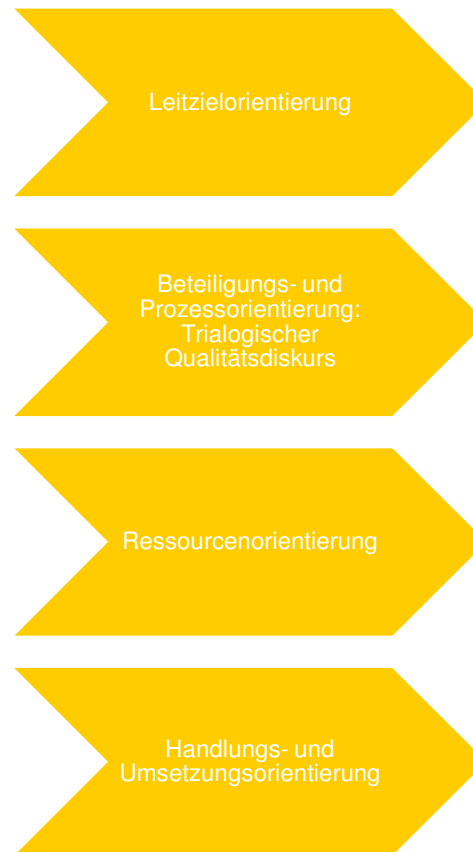 Leitzielorientierung
Beteiligungs- und
Prozessorientierung:
Trialogischer
Qualitätsdiskurs
Ressourcenorientierung
Handlungs- und
Umsetzungsorientierung